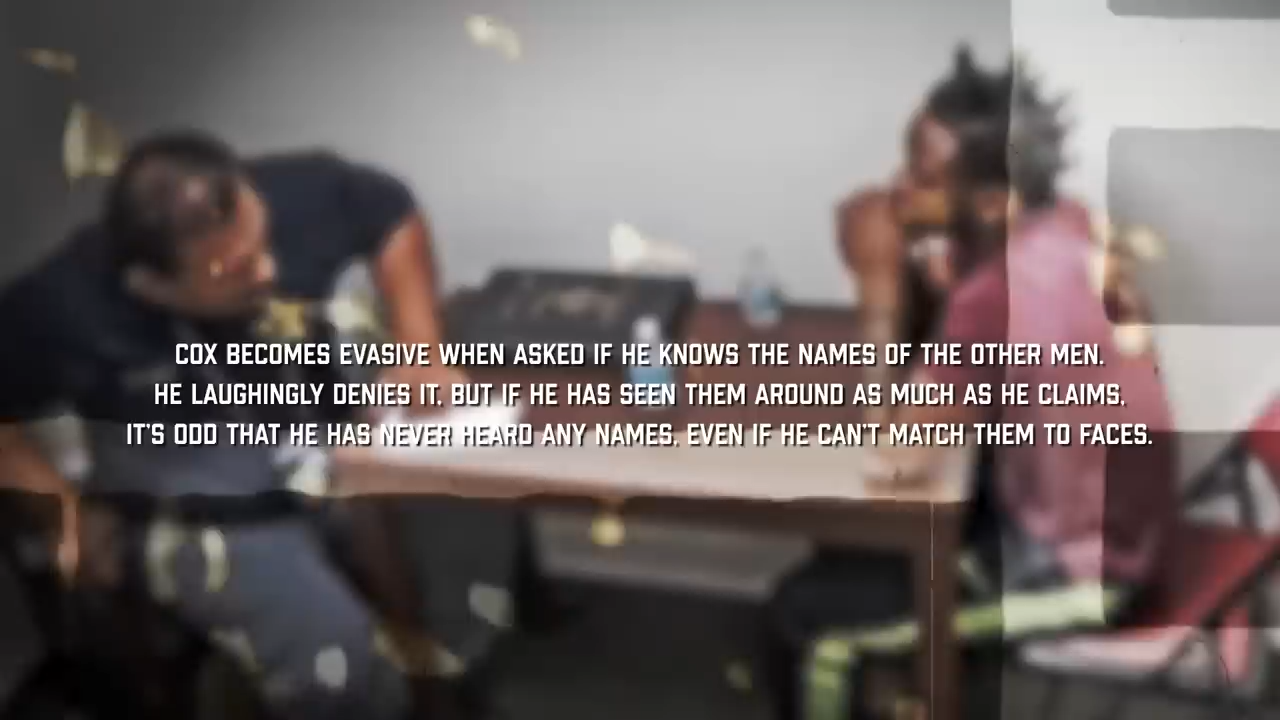 COX BECOMES EVASIVE WHEN ASKED IF HE KNOWS THE NAMES OF THE OTHER MEN.
HE LAUGHINGLY DENIES IT, BUT IF HE HAS SEEN THEM AROUND AS MUCH AS HE CLAIMS,
IT'S ODD THAT HE HAS NEVER HEARD ANY NAMES, EVEN IF HE CAN'T MATCH THEM TO FACES.